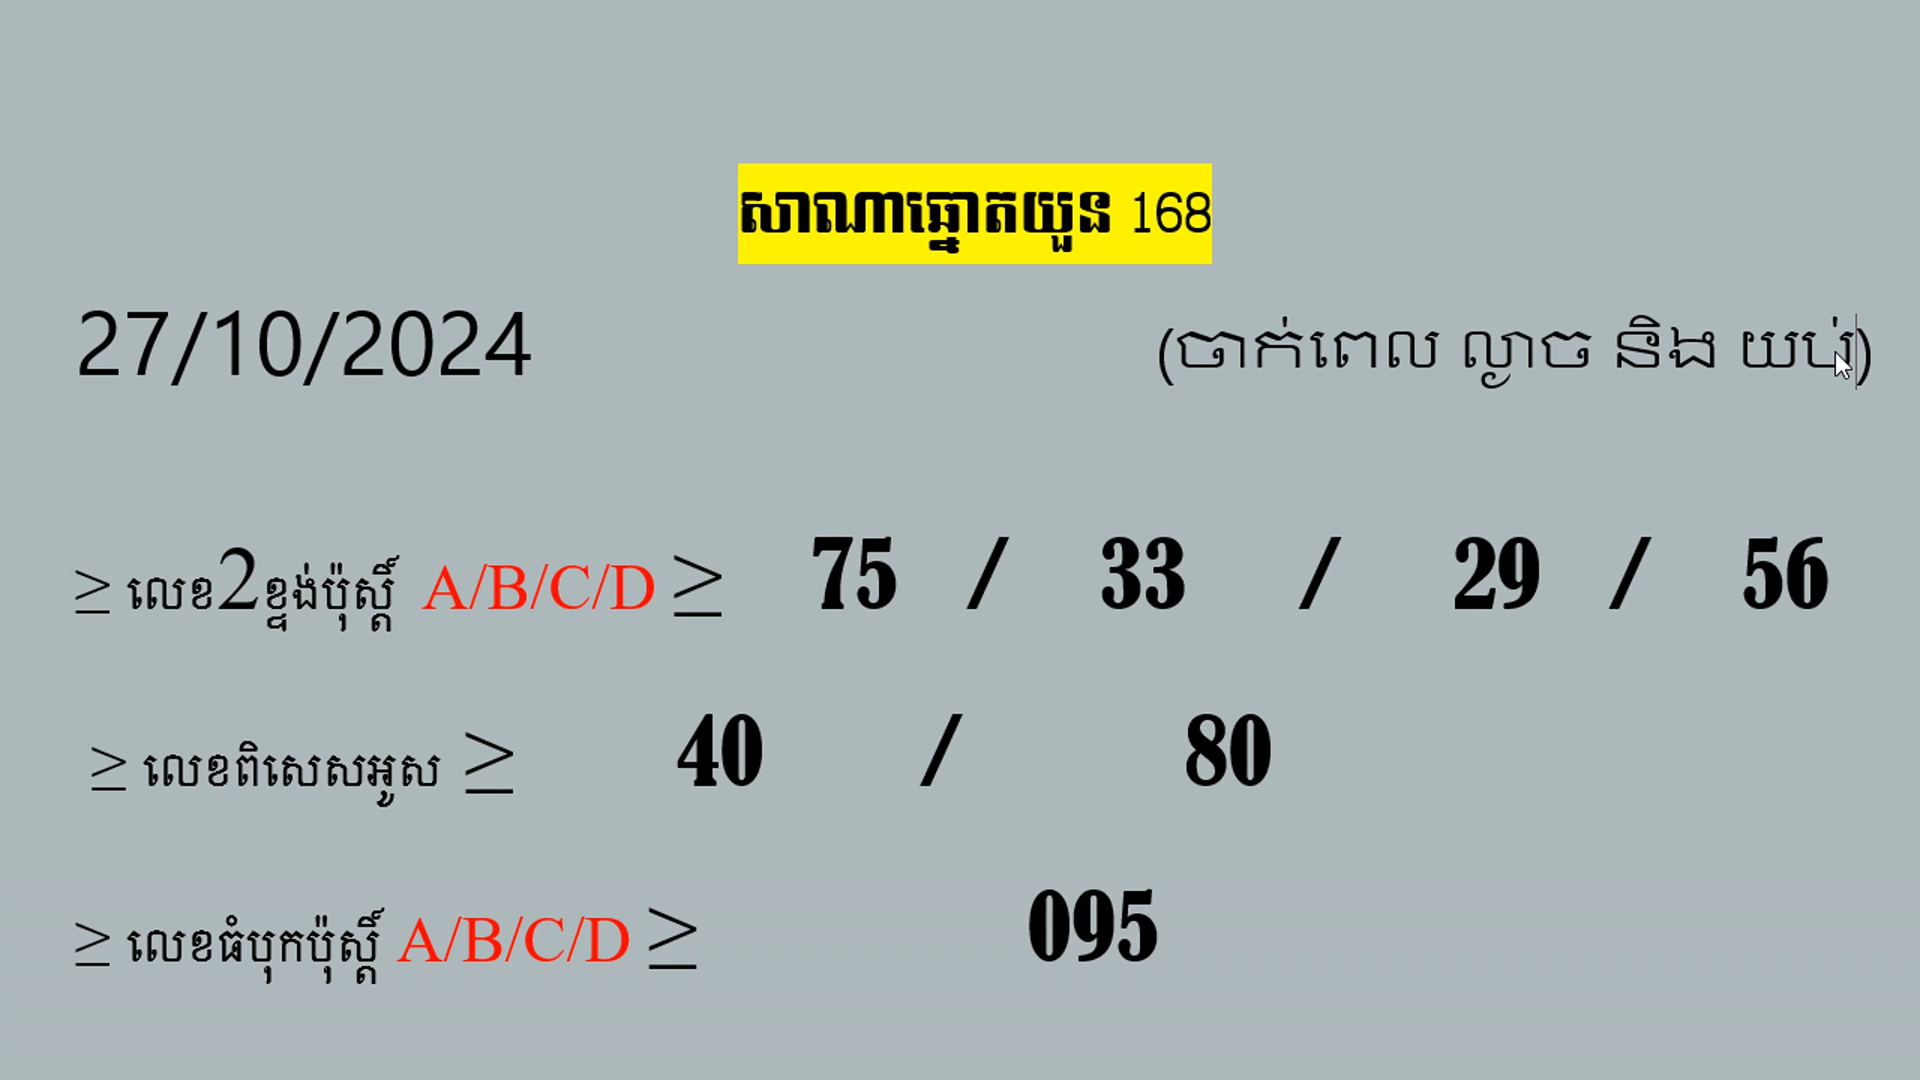 សាណាឆ្នោតយួន 168
27/10/2024 (ចាក់ពេល ល្ងាច និង យប់)
≥ លេខ2ខ្ទង់ប៉ុស្តិ៍ A/B/C/D ≥ 75 / 33 / 29 / 56
≥ លេខពិសេសអូស ≥ 40 / 80
≥ លេខធំបុកប៉ុស្តិ៍ A/B/C/D ≥ 095